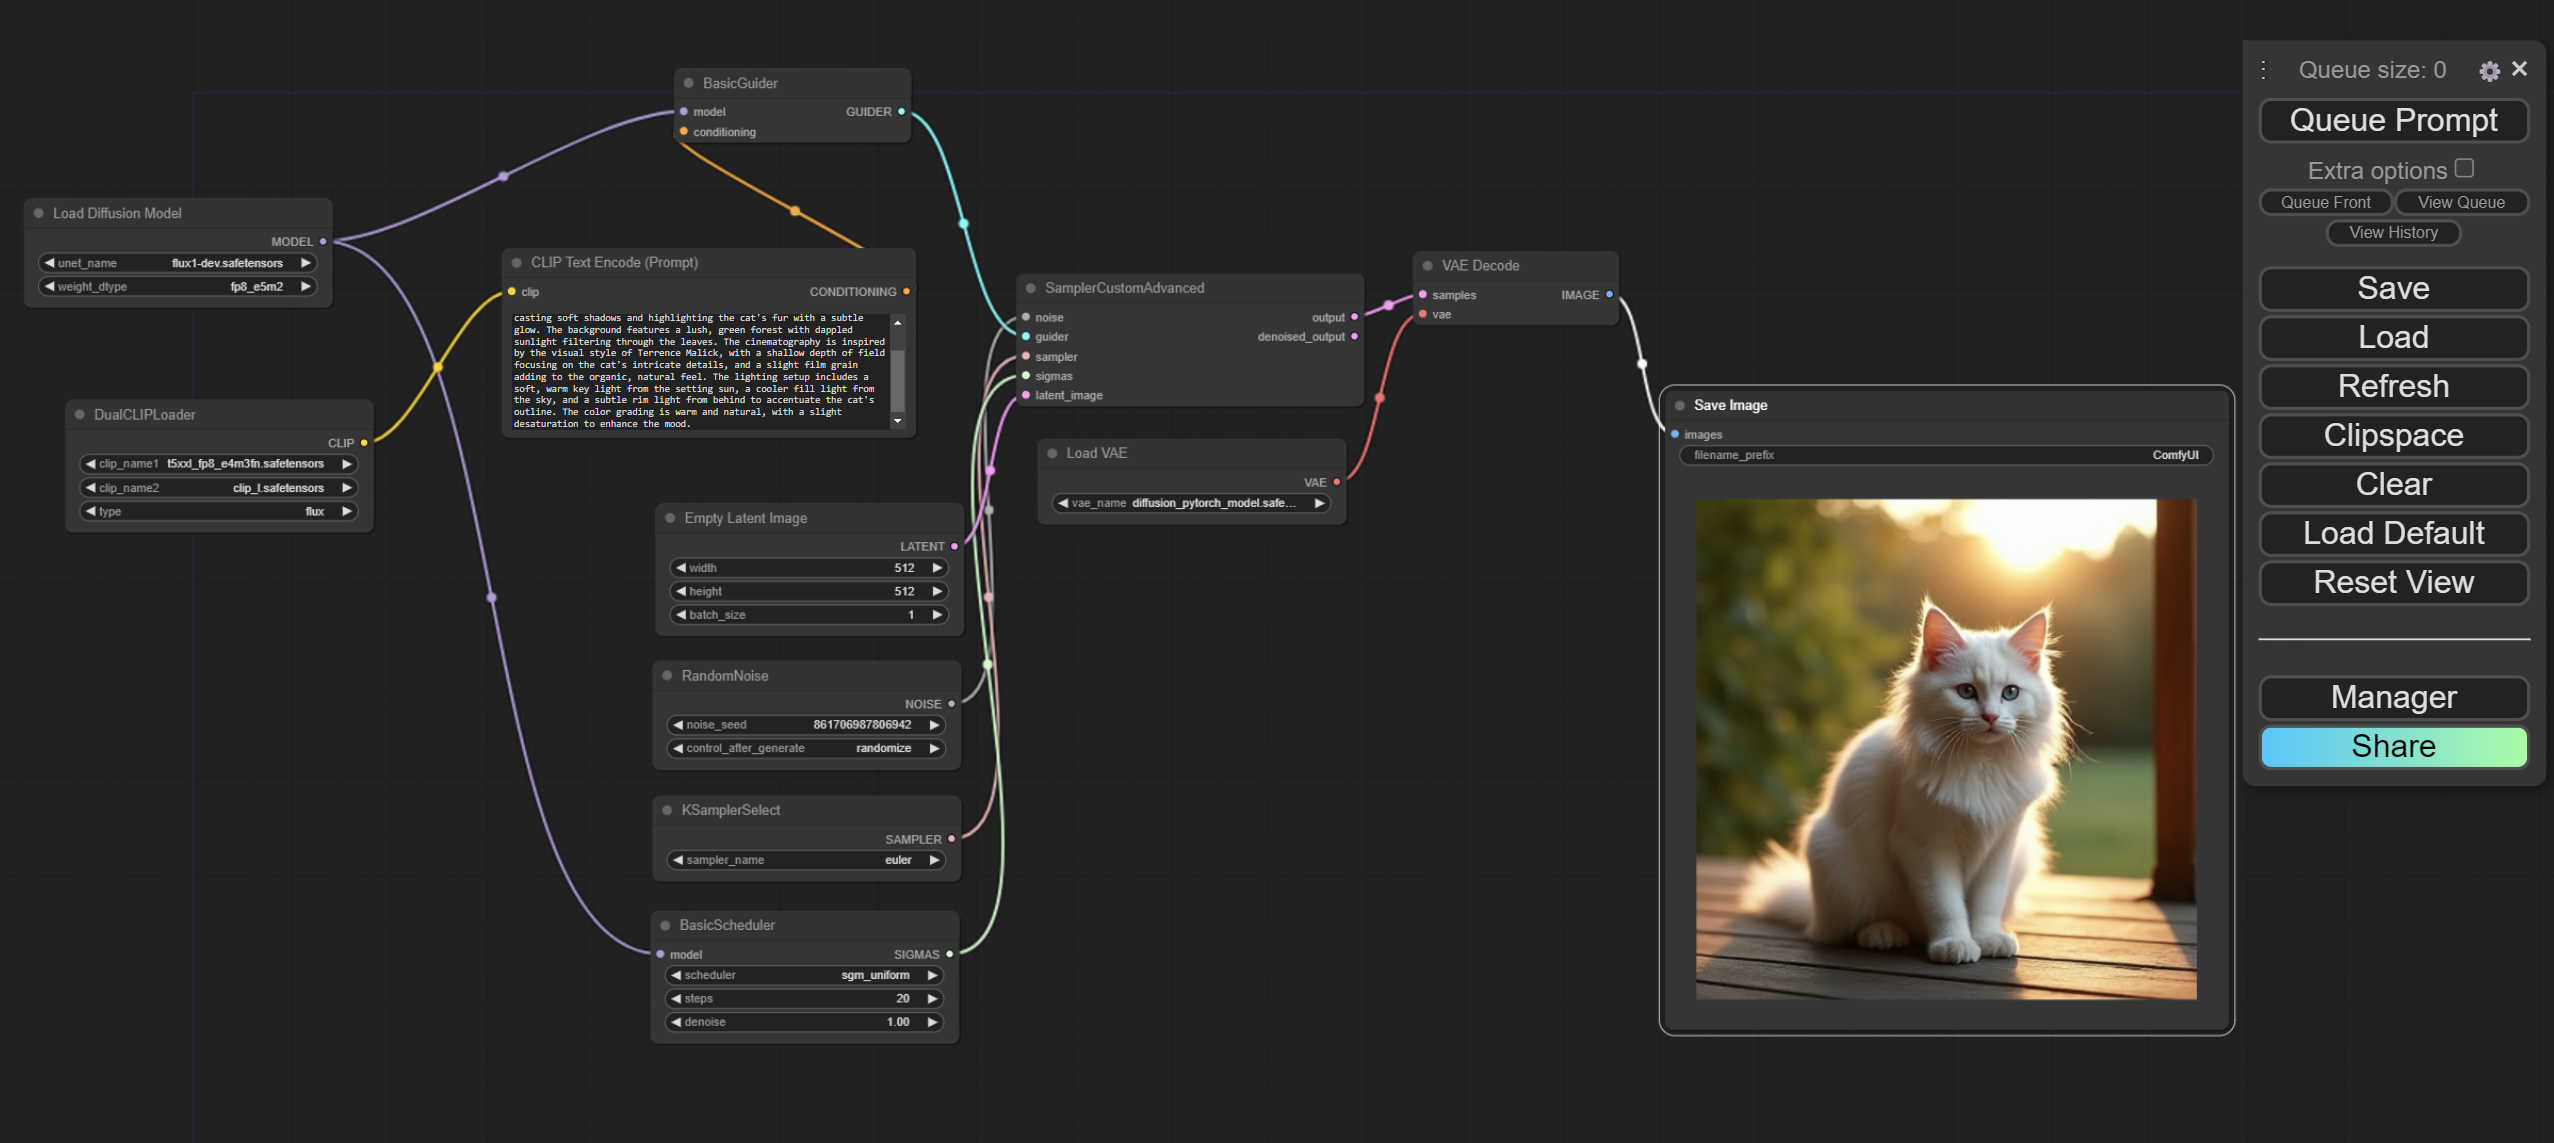 BasicGuider
model GUIDER
conditioning
Load Diffusion Model
MODEL
unet_name flux1-dev.safetensors
weight_dtype fp8_e5m2
DualCLIPLoader
CLIP
clip_name1 t5xxl_fp8_e4m3fn.safetensors
clip_name2 clip_l.safetensors
type flux
CLIP Text Encode (Prompt)
clip CONDITIONING
casting soft shadows and highlighting the cat's fur with a subtle
glow. The background features a lush, green forest with dappled
sunlight filtering through the leaves. The cinematography is inspired
by the visual style of Terrence Malick, with a shallow depth of field
focusing on the cat's intricate details, and a slight film grain
adding to the organic, natural feel. The lighting setup includes a
soft, warm key light from the setting sun, a cooler fill light from
the sky, and a subtle rim light from behind to accentuate the cat's
outline. The color grading is warm and natural, with a slight
desaturation to enhance the mood.
Empty Latent Image
LATENT
width 512
height 512
batch_size 1
RandomNoise
NOISE
noise_seed 861706987806942
control_after_generate randomize
KSamplerSelect
SAMPLER
sampler_name euler
BasicScheduler
model SIGMAS
scheduler sgm_uniform
steps 20
denoise 1.00
SamplerCustomAdvanced
noise output
guider denoised_output
sampler
sigmas
latent_image
Load VAE
VAE
vae_name diffusion_pytorch_model.safe...
VAE Decode
samples IMAGE
vae
Save Image
images
filename_prefix ComfyUI
Queue size: 0
Queue Prompt
Extra options
Queue Front View Queue
View History
Save
Load
Refresh
Clipspace
Clear
Load Default
Reset View
Manager
Share